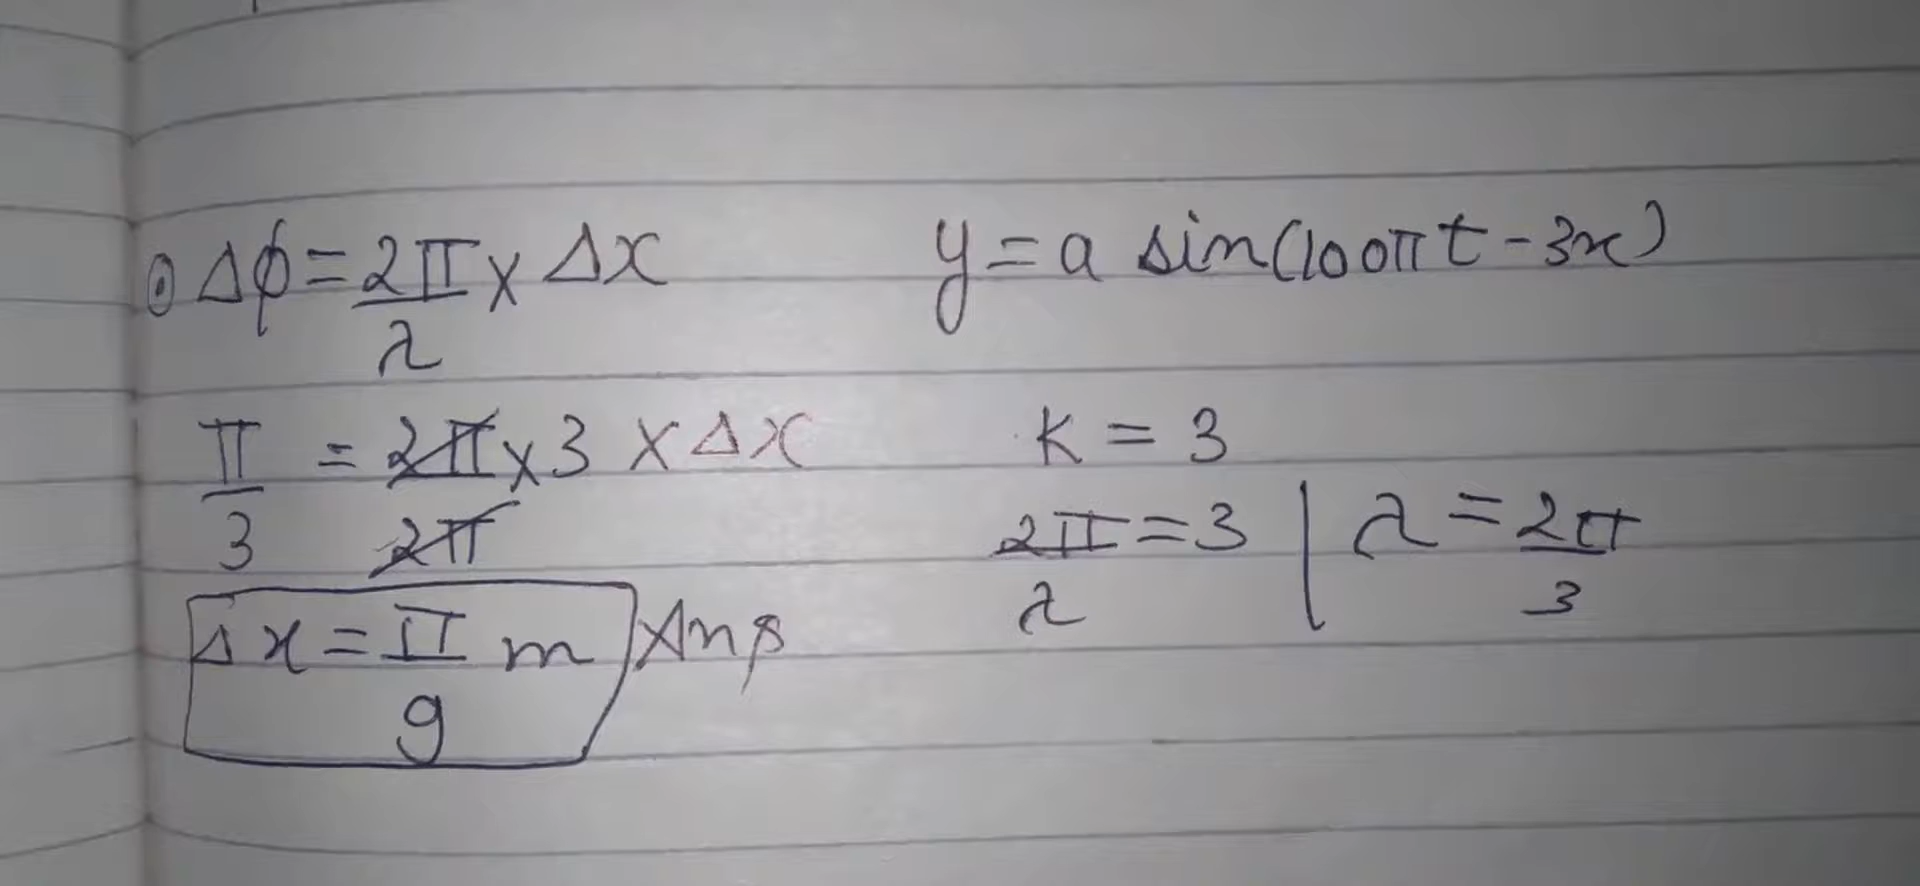 ⊙ Δφ = 2π/λ × Δx
y = a sin(100πt - 3x)
π/3 = 2π × 3 × Δx / 2π
K = 3
2π/λ = 3 | λ = 2π/3
Δx = π/9 m Ans